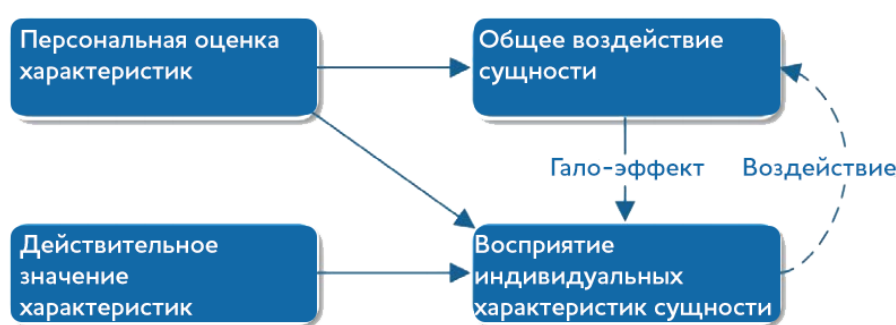 Персональная оценка
характеристик
Общее воздействие
сущности
Гало-эффект
Воздействие
Действительное
значение
характеристик
Восприятие
индивидуальных
характеристик сущности